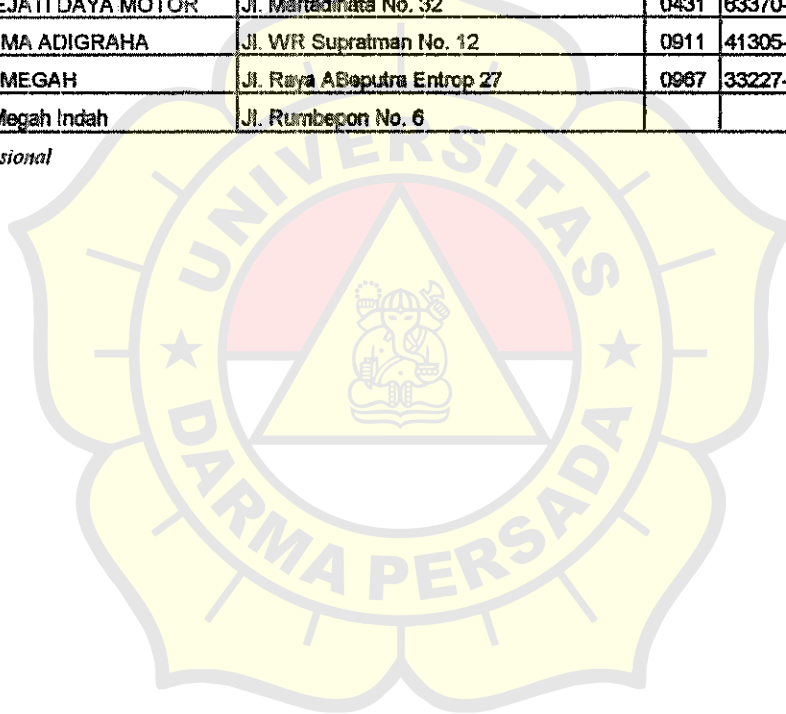 EJATI DAYA MOTOR Jl. Martadinata No. 32 0431 63370-
MA ADIGRAHA Jl. WR Supratman No. 12 0911 41305-
MEGAH Jl. Raya ABeputra Entrop 27 0967 33227-
Megah Indah Jl. Rumbepon No. 6
sional
UNIVERSITAS
DARMA PERSADA